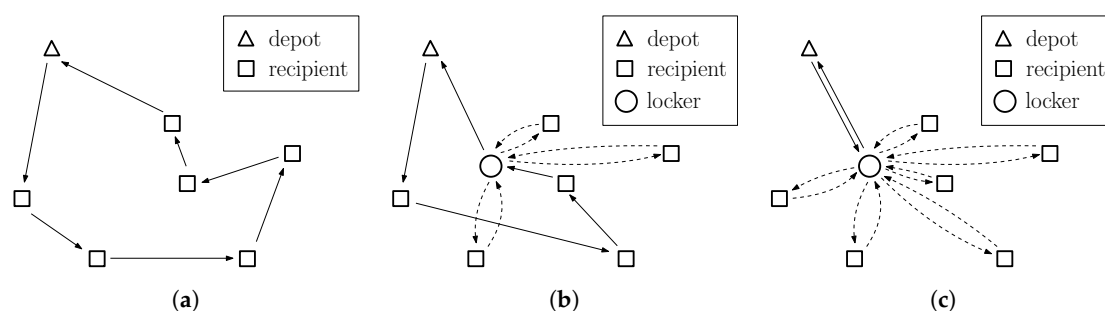 depot
recipient
depot
recipient
locker
depot
recipient
locker
(a)
(b)
(c)